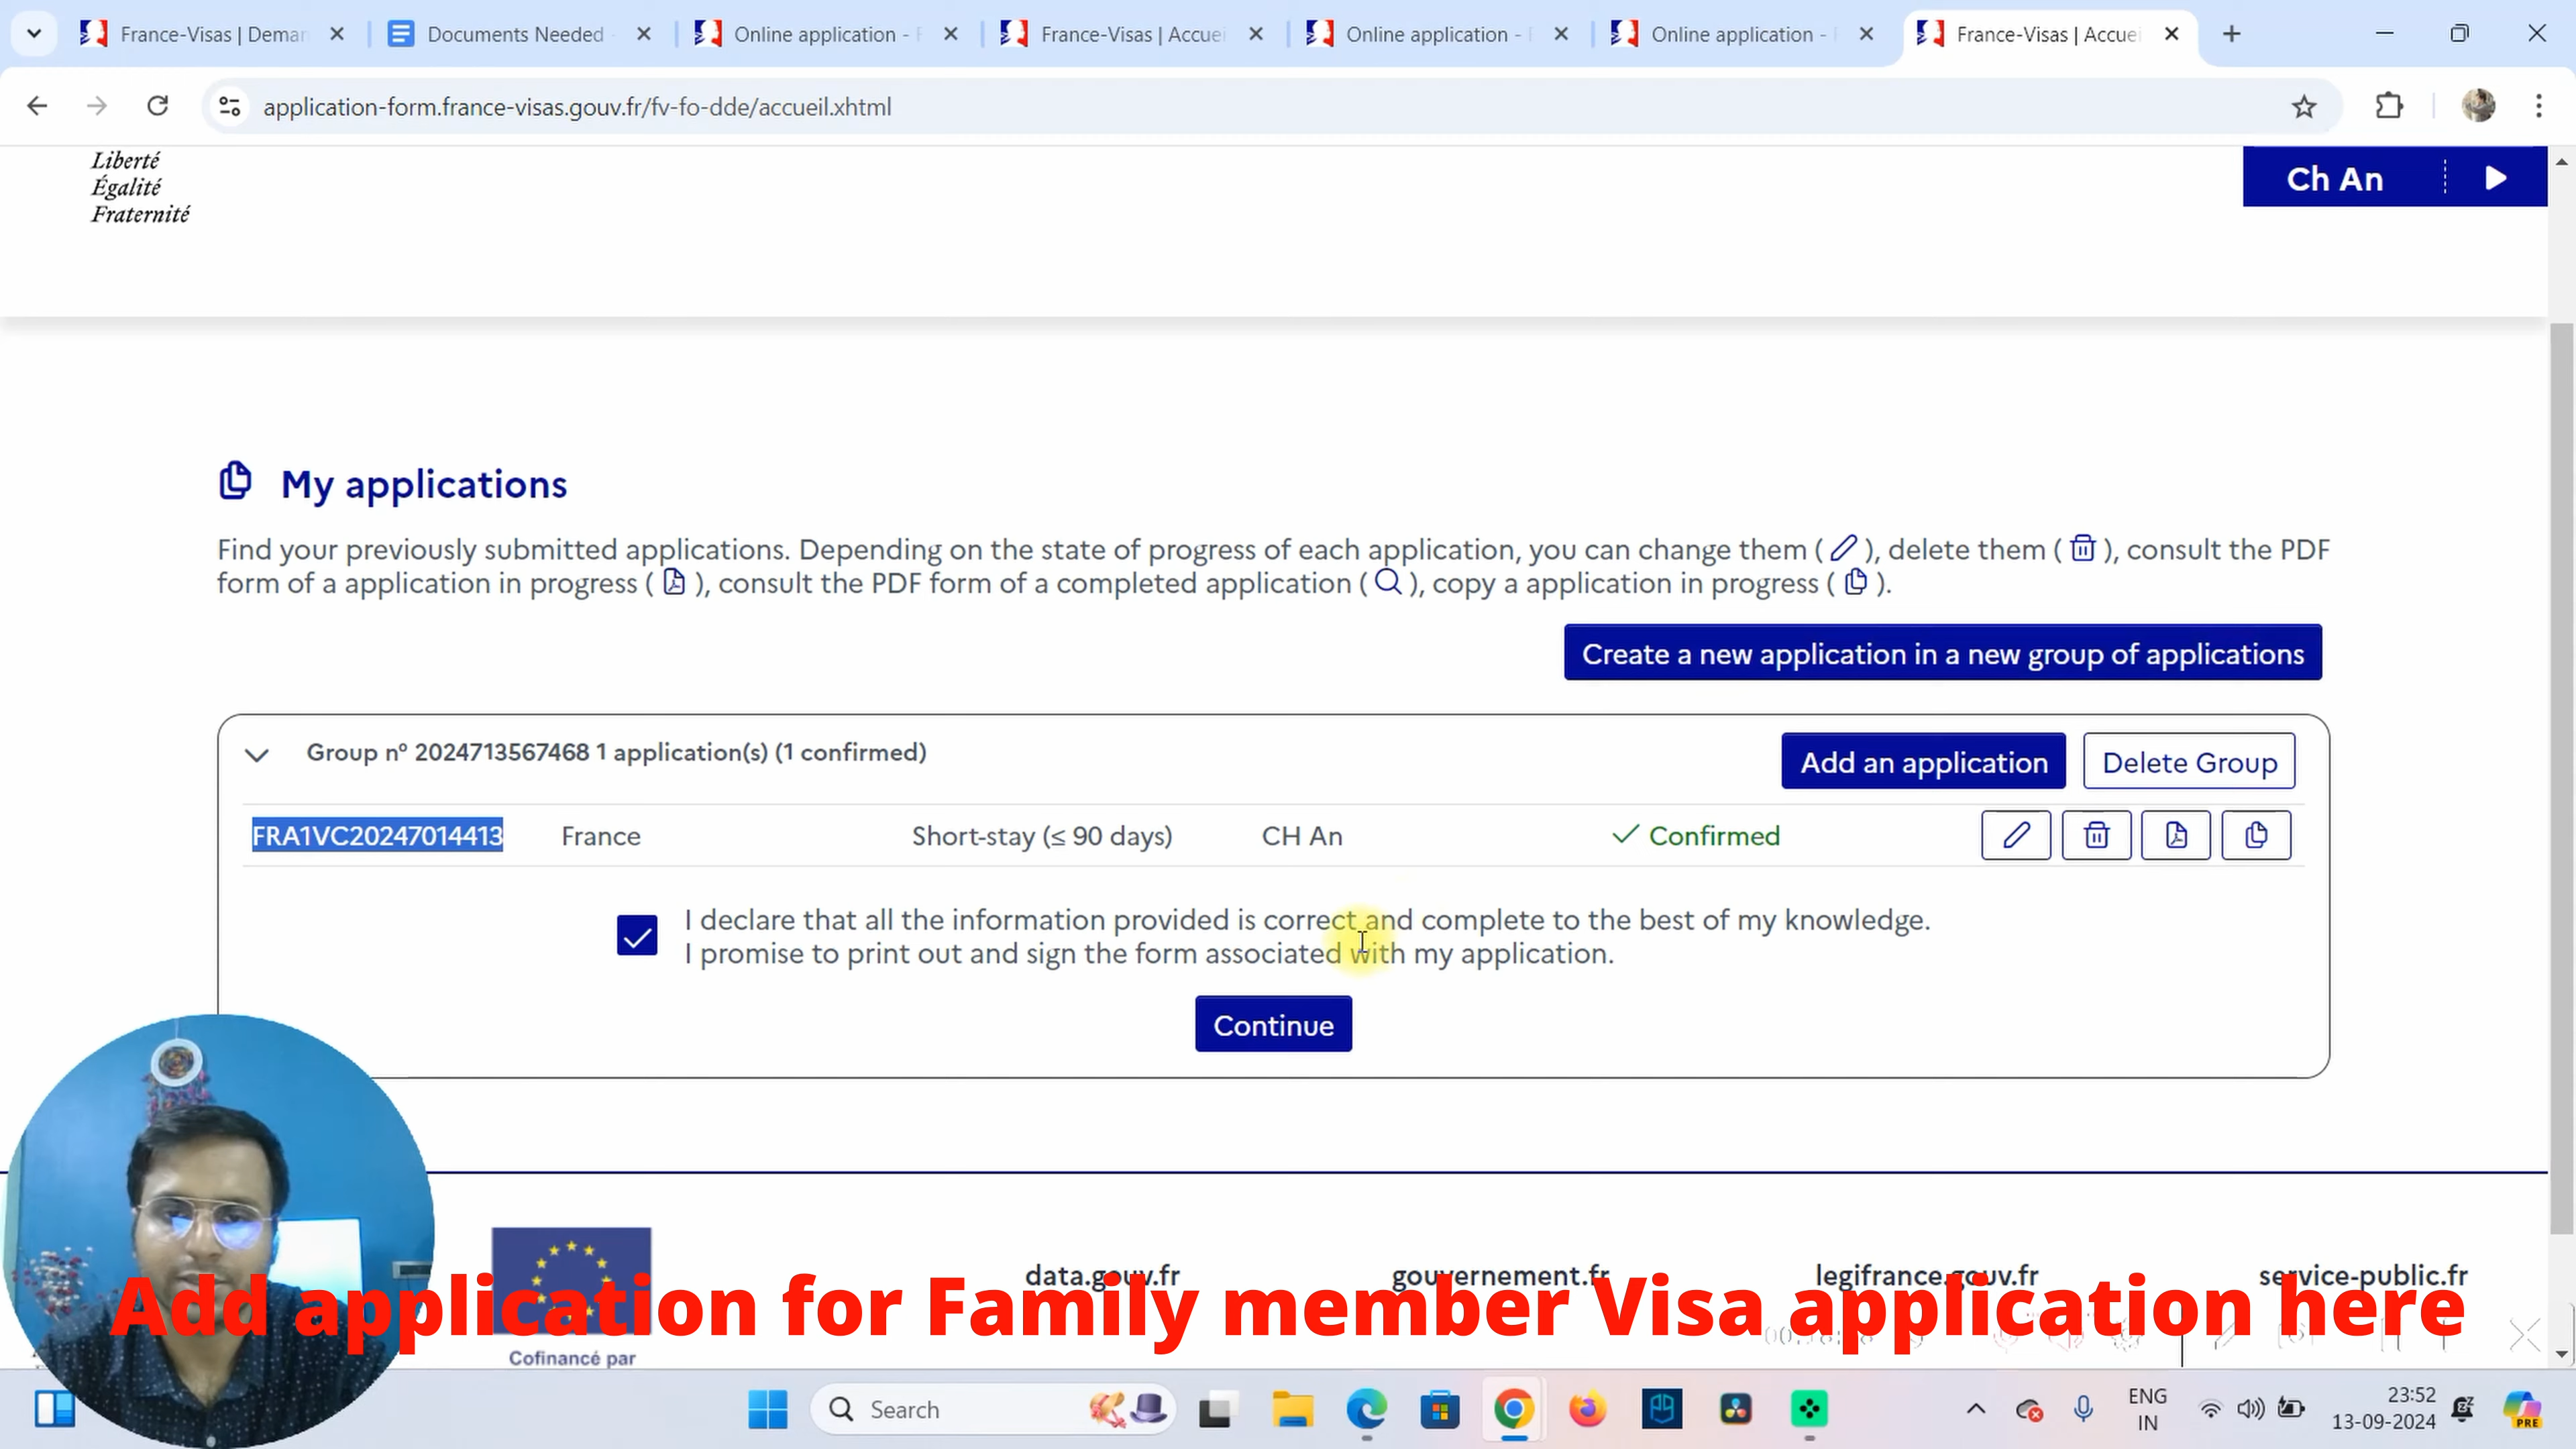 France-Visas | Deman
Documents Needed
Online application -
France-Visas | Accuei
Online application -
Online application -
France-Visas | Accuei
application-form.france-visas.gouv.fr/fv-fo-dde/accueil.xhtml
Liberté
Égalité
Fraternité
Ch An
My applications
Find your previously submitted applications. Depending on the state of progress of each application, you can change them ( ), delete them ( ), consult the PDF
form of a application in progress ( ), consult the PDF form of a completed application ( ), copy a application in progress ( ).
Create a new application in a new group of applications
Group n° 2024713567468 1 application(s) (1 confirmed)
Add an application
Delete Group
FRA1VC20247014413 France Short-stay (≤ 90 days) CH An Confirmed
I declare that all the information provided is correct and complete to the best of my knowledge.
I promise to print out and sign the form associated with my application.
Continue
data.gouv.fr gouvernement.fr legifrance.gouv.fr service-public.fr
Add application for Family member Visa application here
Cofinancé par
Search
ENG
IN
23:52
13-09-2024
PRE